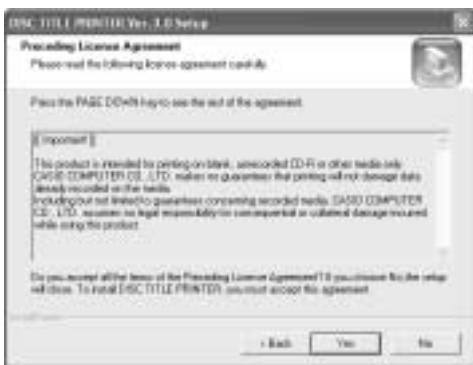 DISC TITLE PRINTER Ver. 3.0 Setup
Preceding License Agreement
Please read the following license agreement carefully.
Press the PAGE DOWN key to see the rest of the agreement.
[[ Important ]]
This product is intended for printing on blank, unrecorded CD-R or other media only
CASIO COMPUTER CO., LTD. makes no guarantees that printing will not damage data
already recorded on the media.
Including but not limited to guarantees concerning recorded media, CASIO COMPUTER
CO., LTD. assumes no legal responsibility for consequential or collateral damage incurred
while using the product.
Do you accept all the terms of the Preceding License Agreement? If you choose No, the setup
will close. To install DISC TITLE PRINTER, you must accept this agreement.
< Back
Yes
No